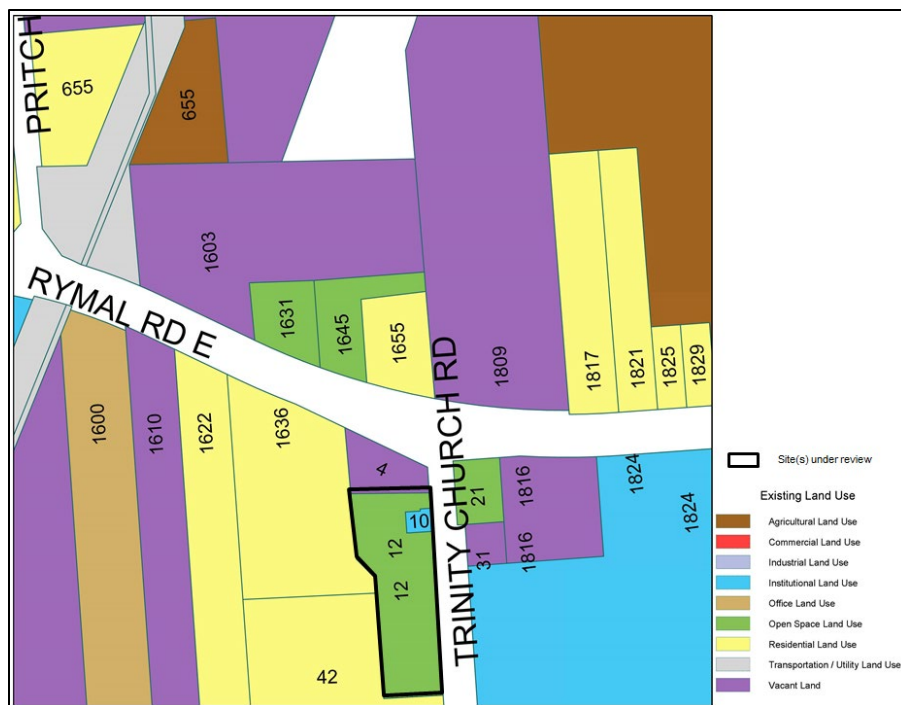 PRITCH
655
655
1603
RYMAL RD E
1631
1645
1655
1809
1817
1821
1825
1829
TRINITY CHURCH RD
1600
1610
1622
1636
4
21
1816
1824
1824
10
12
31
1816
12
42
Site(s) under review
Existing Land Use
Agricultural Land Use
Commercial Land Use
Industrial Land Use
Institutional Land Use
Office Land Use
Open Space Land Use
Residential Land Use
Transportation / Utility Land Use
Vacant Land